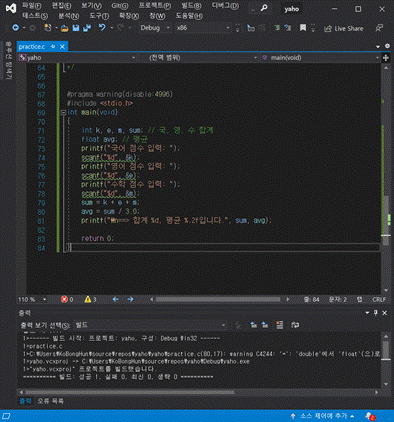 파일(F) 편집(E) 보기(V) Git(G) 프로젝트(P) 빌드(B) 디버그(D)
yaho
테스트(S) 분석(N) 도구(T) 확장(X) 창(W) 도움말(H)
Debug x86 Live Share
practice.c
yaho (전역 범위) main(void)
64 */
65
66
67 #pragma warning(disable:4996)
68 #include <stdio.h>
69 int main(void)
70 {
71 int k, e, m, sum; // 국, 영, 수 합계
72 float avg; // 평균
73 printf("국어 점수 입력: ");
74 scanf("%d", &k);
75 printf("영어 점수 입력: ");
76 scanf("%d", &e);
77 printf("수학 점수 입력: ");
78 scanf("%d", &m);
79 sum = k + e + m;
80 avg = sum / 3.0;
81 printf("₩n==> 합계 %d, 평균 %.2f입니다.", sum, avg);
82
83 return 0;
84 }
110 % 0 3 줄: 84 문자: 2 탭 CRLF
출력
출력 보기 선택(S): 빌드
1>------ 빌드 시작: 프로젝트: yaho, 구성: Debug Win32 ------
1>practice.c
1>C:₩Users₩KoBongHun₩source₩repos₩yaho₩yaho₩practice.c(80,17): warning C4244: '=': 'double'에서 'float'(으)로
1>yaho.vcxproj -> C:₩Users₩KoBongHun₩source₩repos₩yaho₩Debug₩yaho.exe
1>"yaho.vcxproj" 프로젝트를 빌드했습니다.
========== 빌드: 성공 1, 실패 0, 최신 0, 생략 0 ==========
출력 오류 목록
소스 제어에 추가